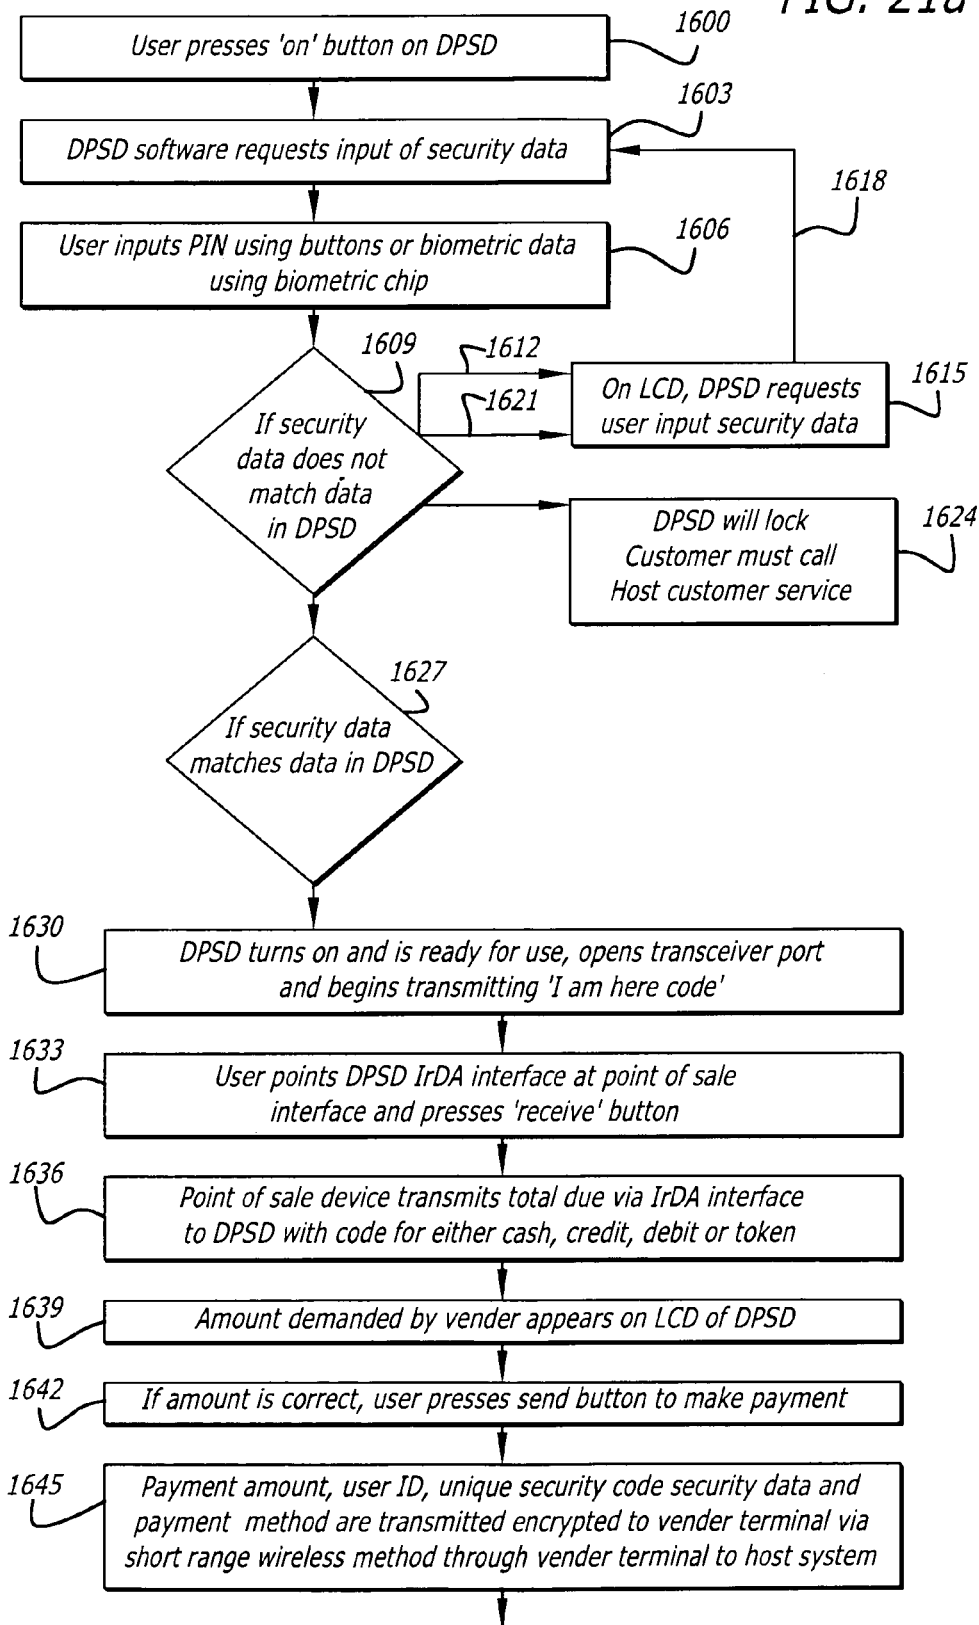 FIG. 21a
1600
User presses 'on' button on DPSD
1603
DPSD software requests input of security data
1618
1606
User inputs PIN using buttons or biometric data
using biometric chip
1609
1612
1621
On LCD, DPSD requests
user input security data
1615
If security
data does not
match data
in DPSD
DPSD will lock
Customer must call
Host customer service
1624
1627
If security data
matches data in DPSD
1630
DPSD turns on and is ready for use, opens transceiver port
and begins transmitting 'I am here code'
1633
User points DPSD IrDA interface at point of sale
interface and presses 'receive' button
1636
Point of sale device transmits total due via IrDA interface
to DPSD with code for either cash, credit, debit or token
1639
Amount demanded by vender appears on LCD of DPSD
1642
If amount is correct, user presses send button to make payment
1645
Payment amount, user ID, unique security code security data and
payment method are transmitted encrypted to vender terminal via
short range wireless method through vender terminal to host system